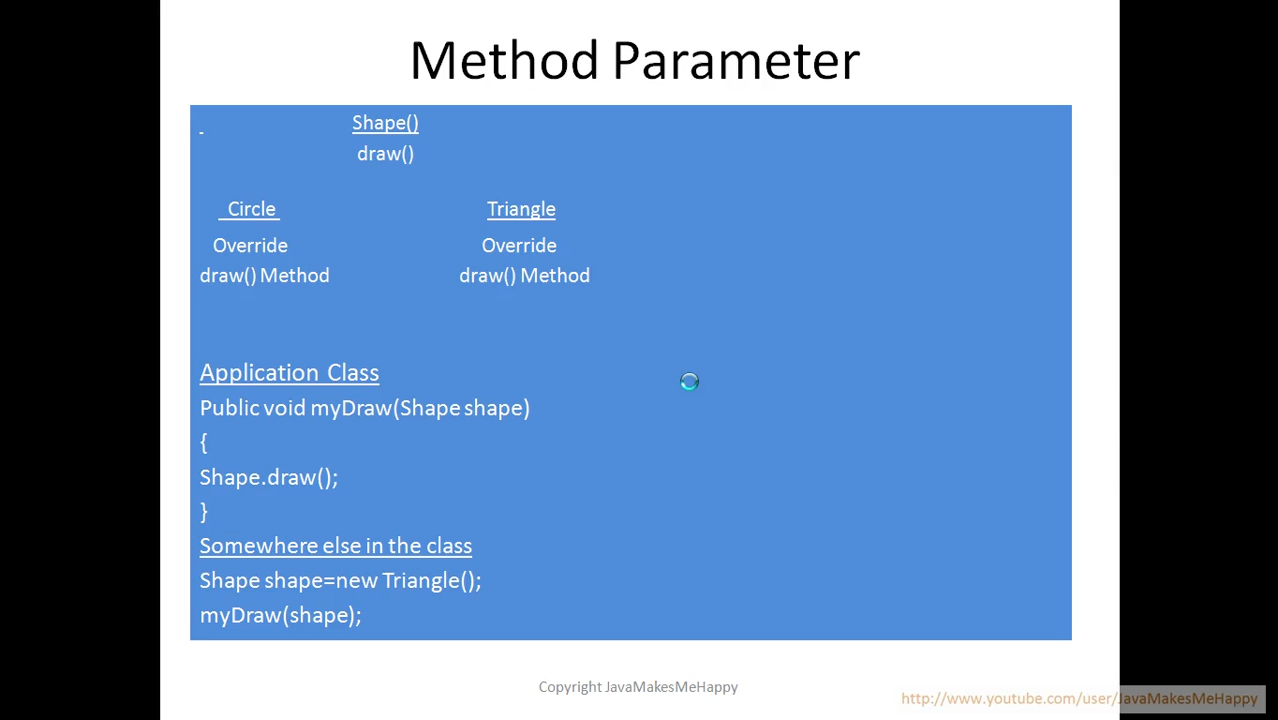 Method Parameter
Shape()
draw()
Circle Triangle
Override Override
draw() Method draw() Method
Application Class
Public void myDraw(Shape shape)
{
Shape.draw();
}
Somewhere else in the class
Shape shape=new Triangle();
myDraw(shape);
Copyright JavaMakesMeHappy
http://www.youtube.com/user/JavaMakesMeHappy